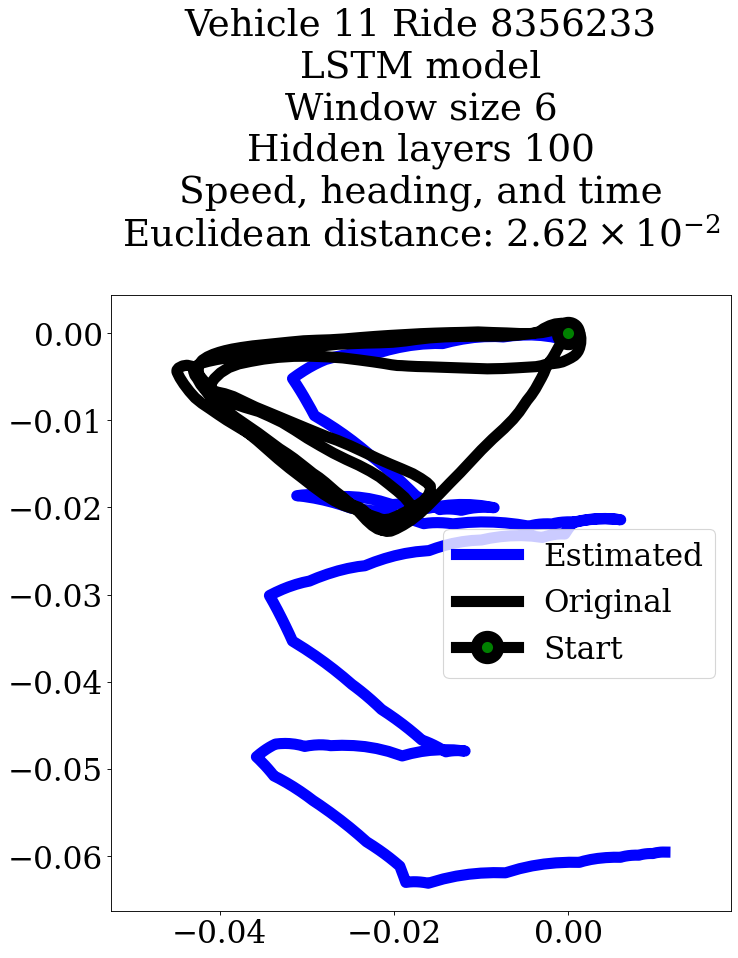 Vehicle 11 Ride 8356233
LSTM model
Window size 6
Hidden layers 100
Speed, heading, and time
Euclidean distance: 2.62 × 10⁻²
0.00
−0.01
−0.02
−0.03
−0.04
−0.05
−0.06
Estimated
Original
Start
−0.04 −0.02 0.00